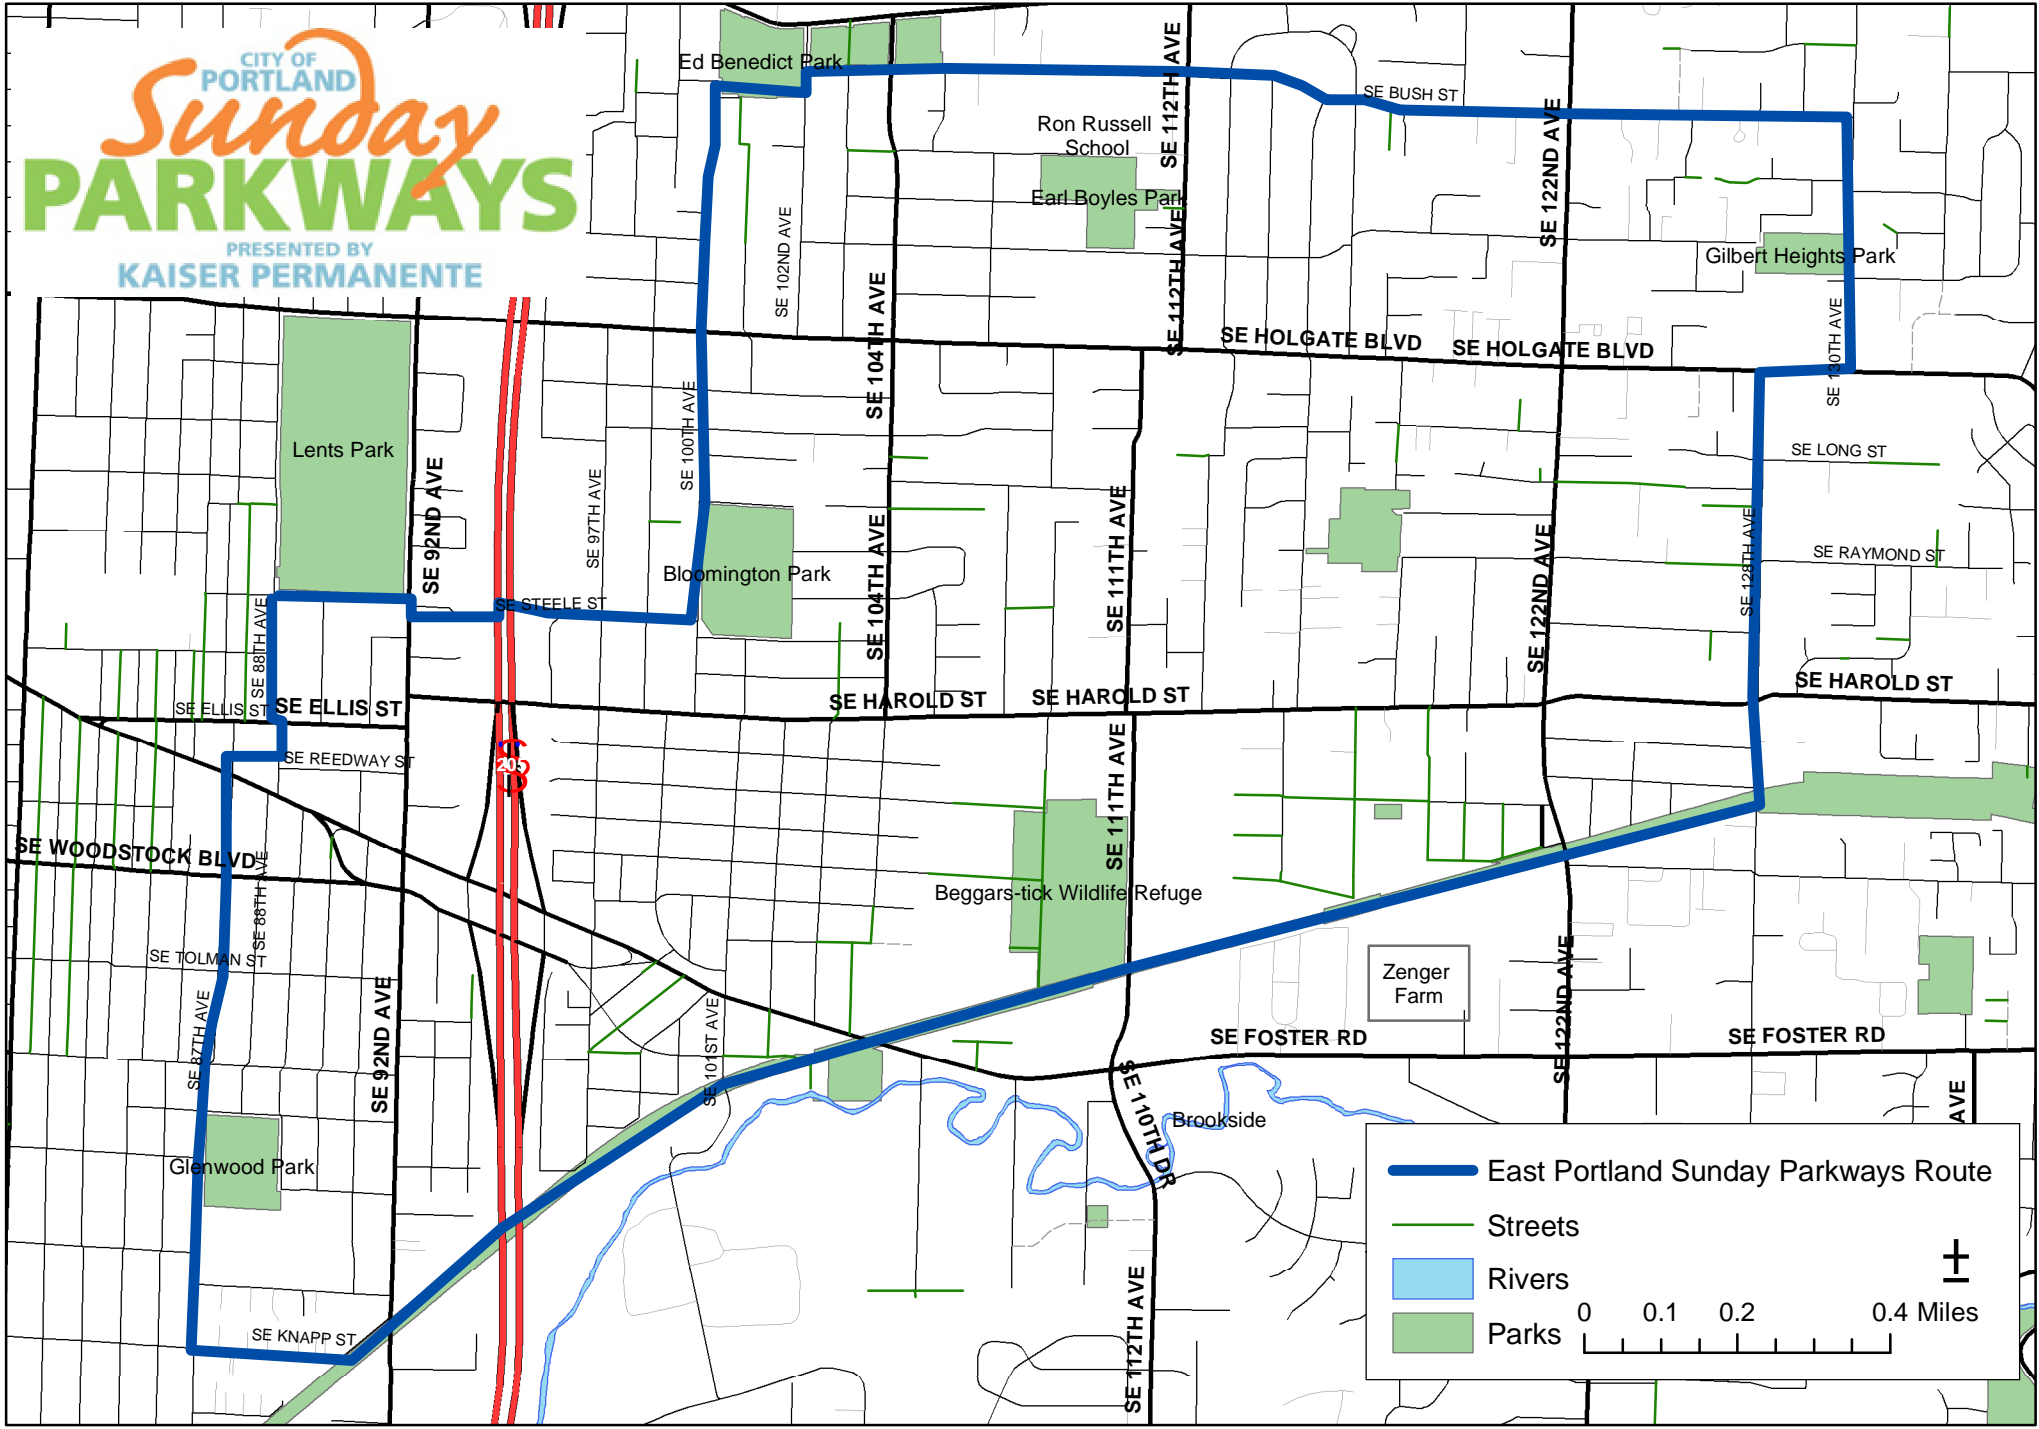 CITY OF
PORTLAND
Sunday
PARKWAYS
PRESENTED BY
KAISER PERMANENTE
Ed Benedict Park
SE 112TH AVE
SE BUSH ST
Ron Russell
School
SE 122ND AVE
Earl Boyles Park
SE 102ND AVE
SE 112TH AVE
Gilbert Heights Park
SE 104TH AVE
SE HOLGATE BLVD
SE HOLGATE BLVD
SE 130TH AVE
SE 100TH AVE
Lents Park
SE LONG ST
SE 92ND AVE
SE 97TH AVE
SE 104TH AVE
SE 111TH AVE
SE 122ND AVE
SE 128TH AVE
SE RAYMOND ST
Bloomington Park
SE STEELE ST
SE 88TH AVE
SE ELLIS ST
SE ELLIS ST
SE HAROLD ST
SE HAROLD ST
SE HAROLD ST
SE REEDWAY ST
205
SE 111TH AVE
SE WOODSTOCK BLVD
SE 88TH AVE
Beggars-tick Wildlife Refuge
SE TOLMAN ST
Zenger
Farm
SE 87TH AVE
SE 92ND AVE
SE 101ST AVE
SE 122ND AVE
SE FOSTER RD
SE FOSTER RD
SE 110TH DR
Brookside
AVE
Glenwood Park
East Portland Sunday Parkways Route
Streets
Rivers
Parks
0 0.1 0.2 0.4 Miles
SE KNAPP ST
SE 112TH AVE